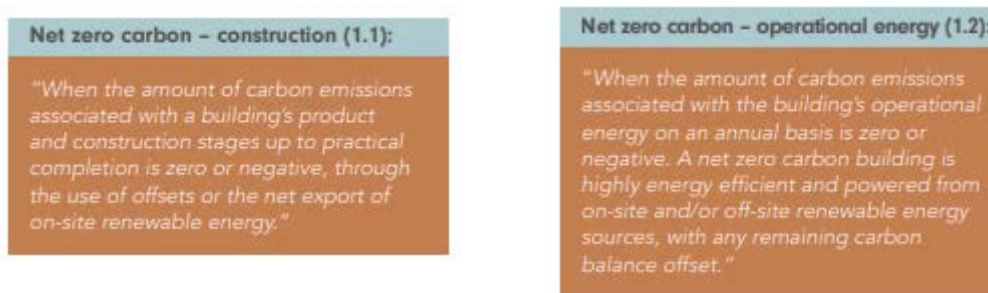 Net zero carbon – construction (1.1):
"When the amount of carbon emissions
associated with a building's product
and construction stages up to practical
completion is zero or negative, through
the use of offsets or the net export of
on-site renewable energy."
Net zero carbon – operational energy (1.2):
"When the amount of carbon emissions
associated with the building's operational
energy on an annual basis is zero or
negative. A net zero carbon building is
highly energy efficient and powered from
on-site and/or off-site renewable energy
sources, with any remaining carbon
balance offset."